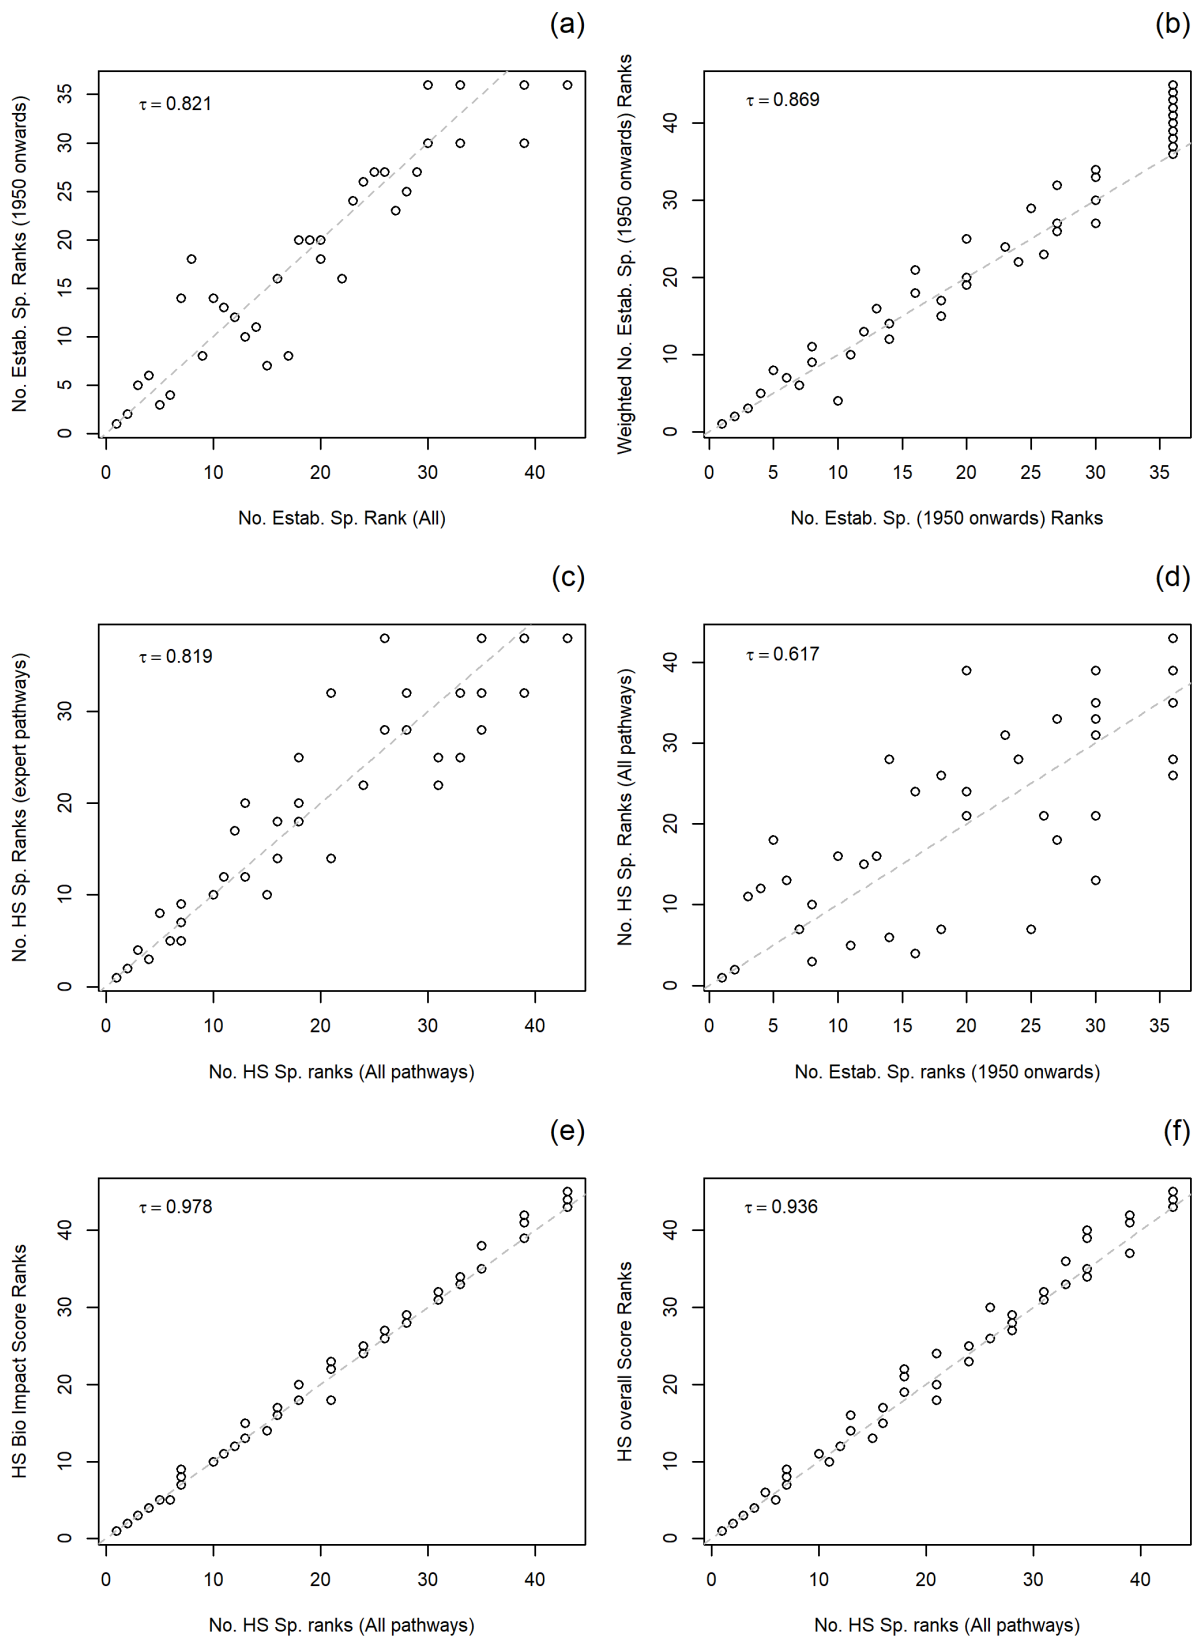 (a)
τ = 0.821
No. Estab. Sp. Ranks (1950 onwards)
35
30
25
20
15
10
5
0
0 10 20 30 40
No. Estab. Sp. Rank (All)
(b)
τ = 0.869
Weighted No. Estab. Sp. (1950 onwards) Ranks
40
30
20
10
0
0 5 10 15 20 25 30 35
No. Estab. Sp. (1950 onwards) Ranks
(c)
τ = 0.819
No. HS Sp. Ranks (expert pathways)
30
20
10
0
0 10 20 30 40
No. HS Sp. ranks (All pathways)
(d)
τ = 0.617
No. HS Sp. Ranks (All pathways)
40
30
20
10
0
0 5 10 15 20 25 30 35
No. Estab. Sp. ranks (1950 onwards)
(e)
τ = 0.978
HS Bio Impact Score Ranks
40
30
20
10
0
0 10 20 30 40
No. HS Sp. ranks (All pathways)
(f)
τ = 0.936
HS overall Score Ranks
40
30
20
10
0
0 10 20 30 40
No. HS Sp. ranks (All pathways)